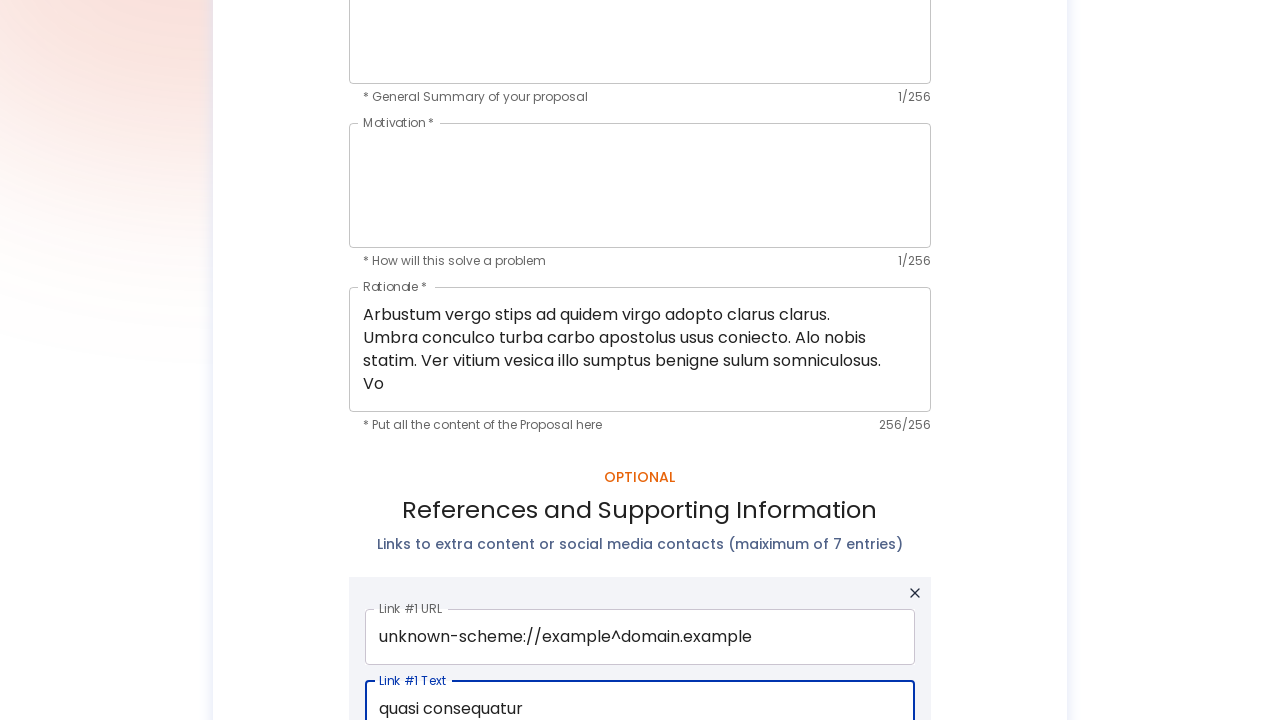 * General Summary of your proposal 1/256
Motivation *
* How will this solve a problem 1/256
Rationale *
Arbustum vergo stips ad quidem virgo adopto clarus clarus.
Umbra conculco turba carbo apostolus usus coniecto. Alo nobis
statim. Ver vitium vesica illo sumptus benigne sulum somniculosus.
Vo
* Put all the content of the Proposal here 256/256
OPTIONAL
References and Supporting Information
Links to extra content or social media contacts (maiximum of 7 entries)
Link #1 URL
unknown-scheme://example^domain.example
Link #1 Text
quasi consequatur